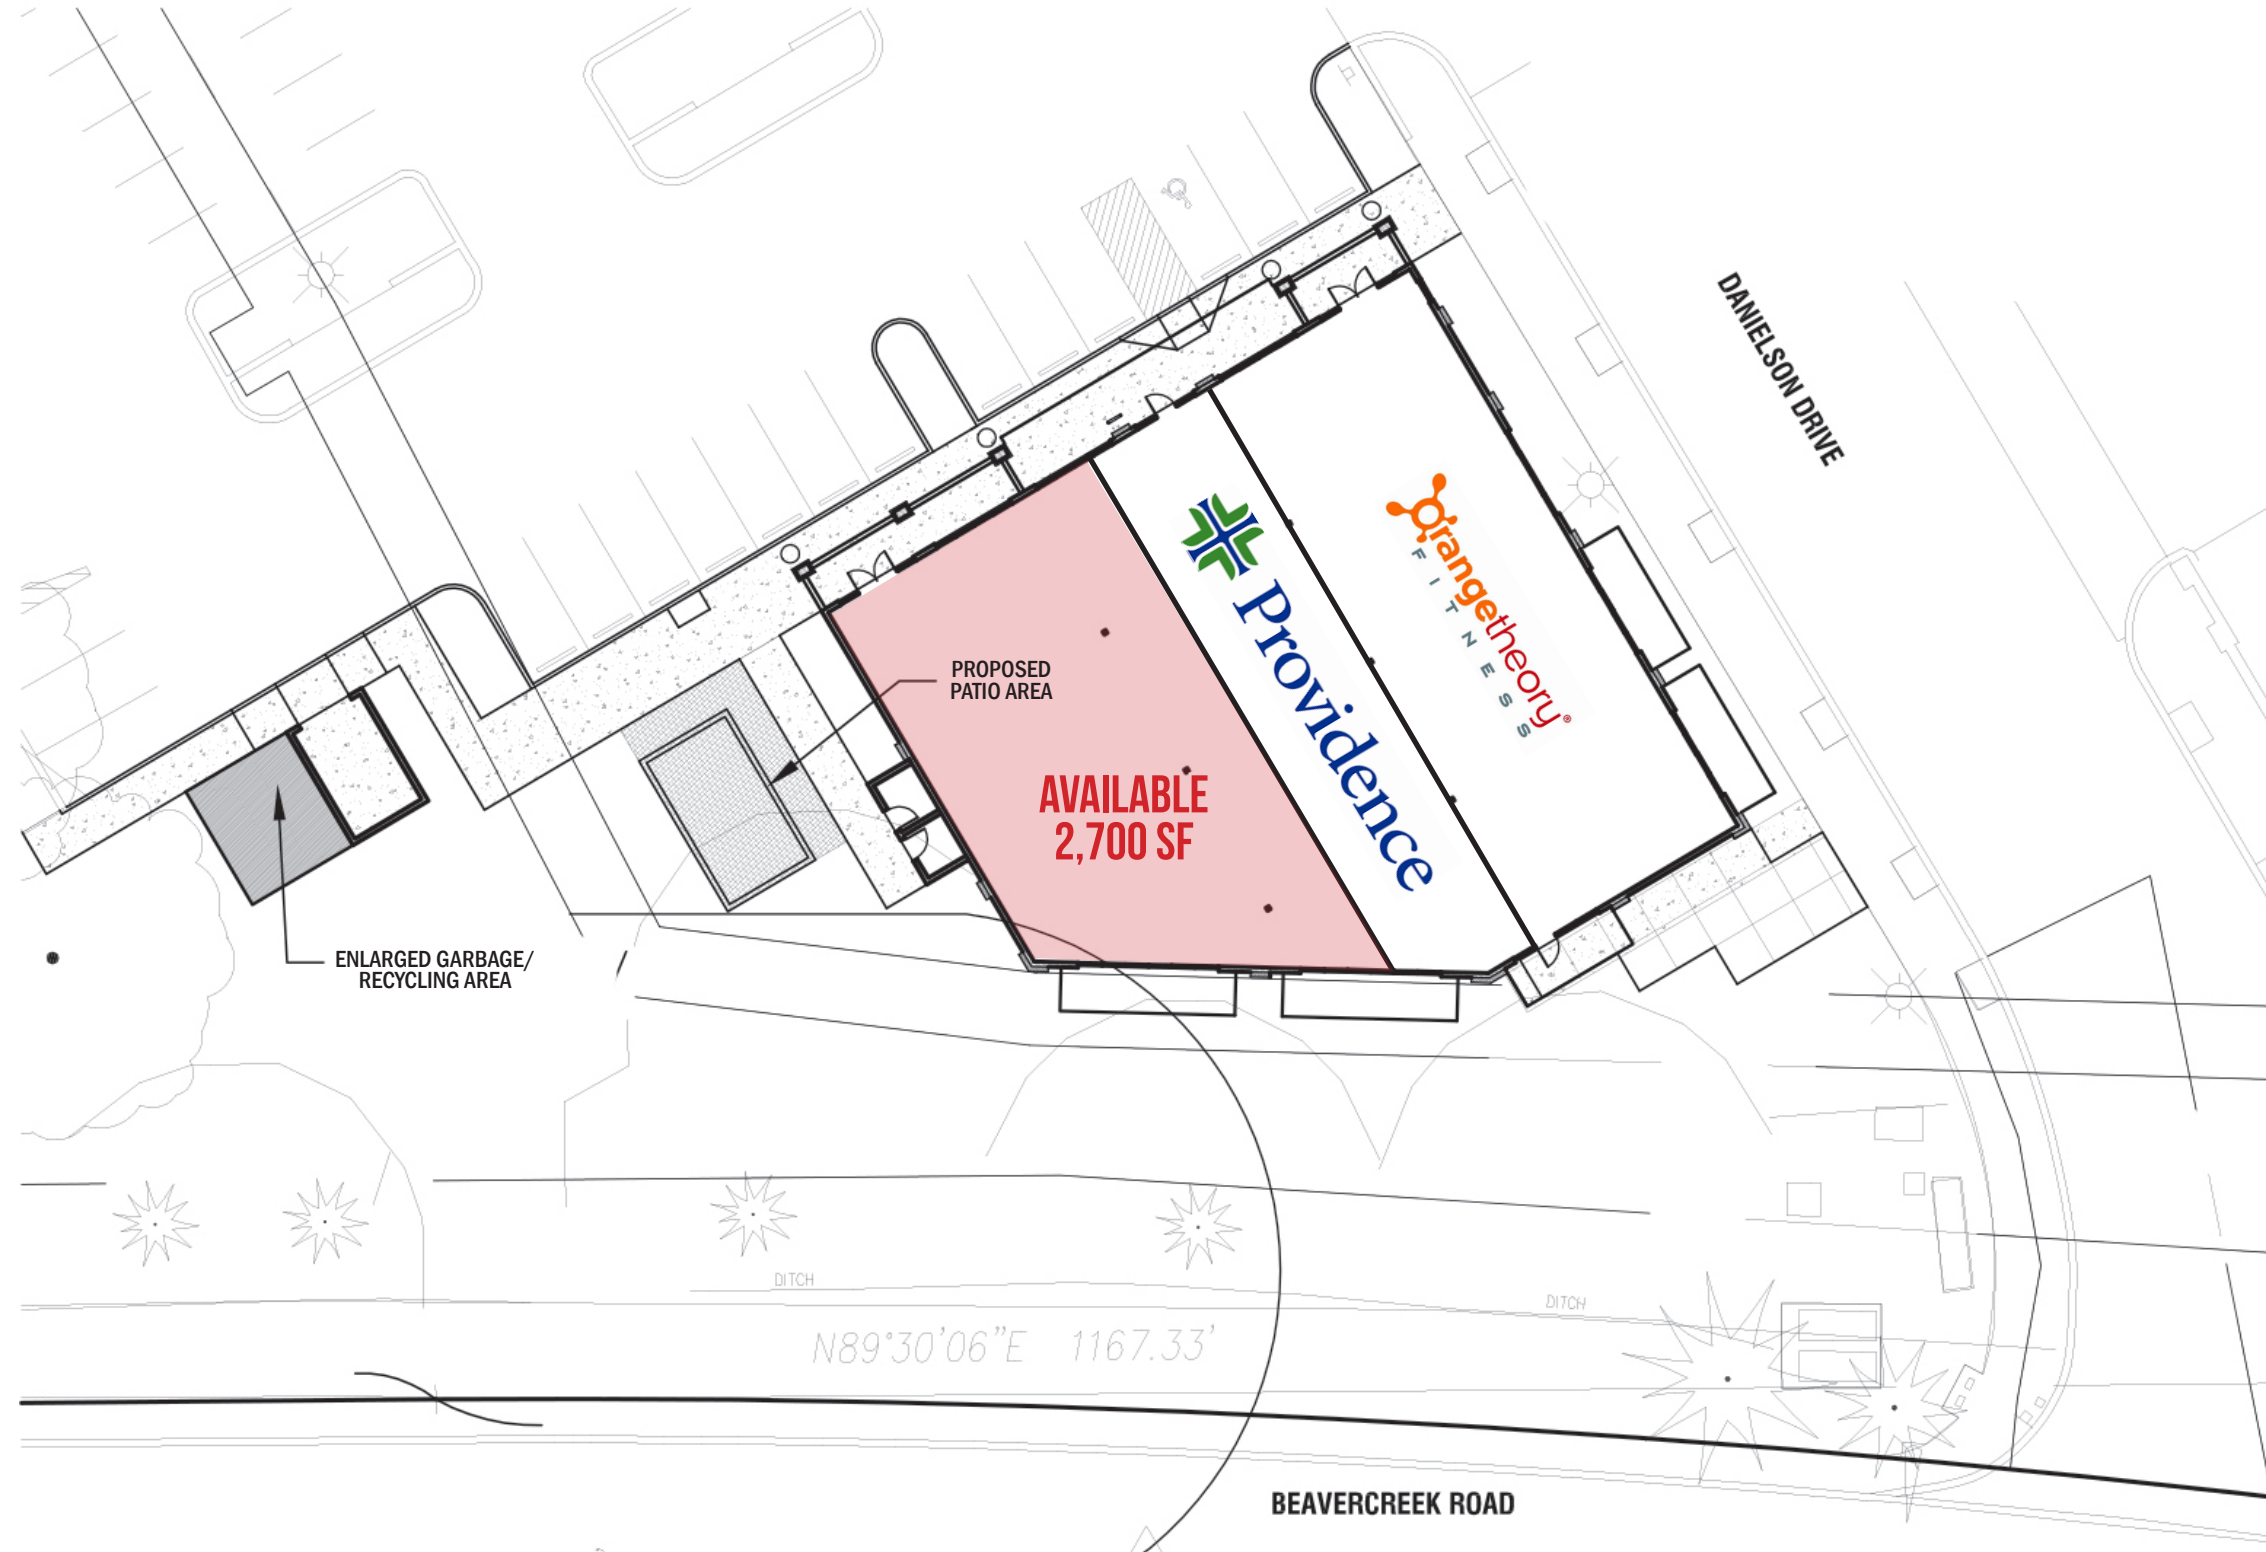 DANIELSON DRIVE
Orangetheory®
FITNESS
Providence
PROPOSED
PATIO AREA
AVAILABLE
2,700 SF
ENLARGED GARBAGE/
RECYCLING AREA
DITCH
DITCH
N89°30'06"E 1167.33'
BEAVERCREEK ROAD